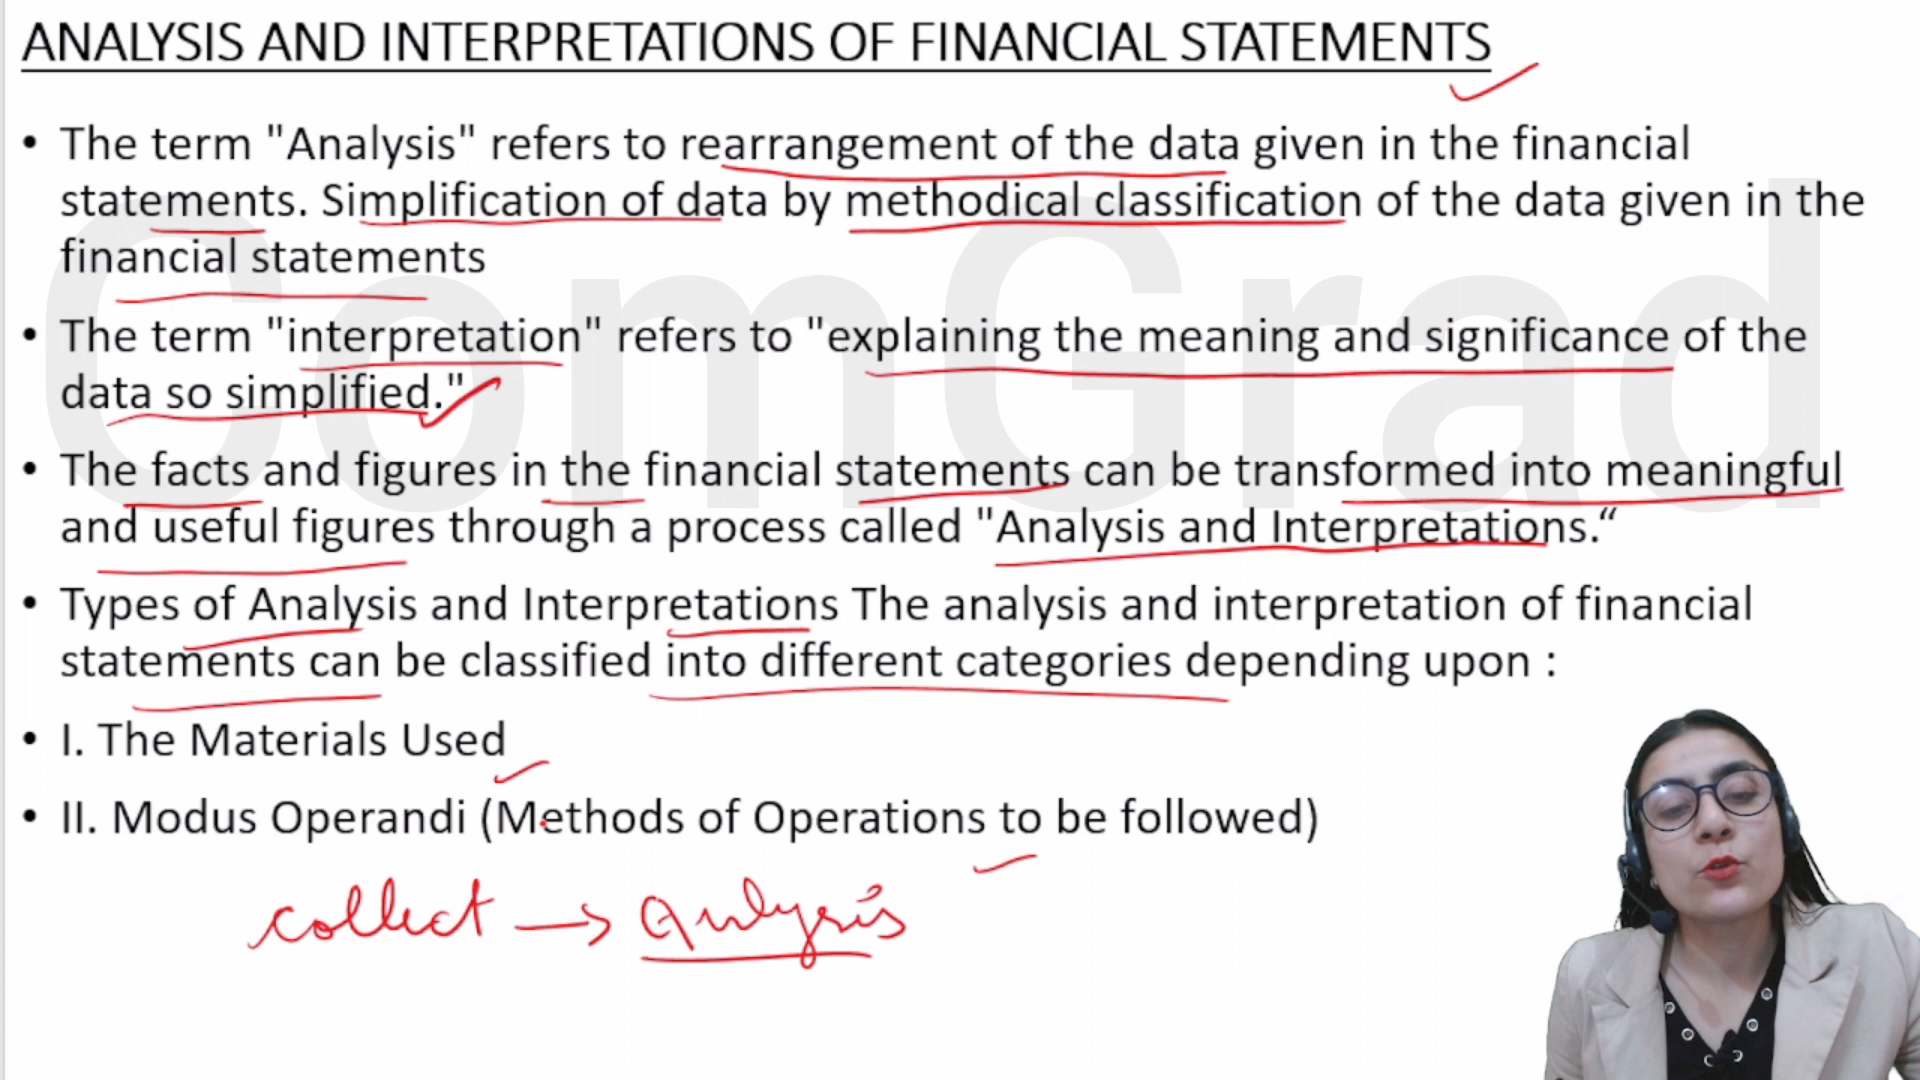 ANALYSIS AND INTERPRETATIONS OF FINANCIAL STATEMENTS
• The term "Analysis" refers to rearrangement of the data given in the financial
statements. Simplification of data by methodical classification of the data given in the
financial statements
• The term "interpretation" refers to "explaining the meaning and significance of the
data so simplified."
• The facts and figures in the financial statements can be transformed into meaningful
and useful figures through a process called "Analysis and Interpretations.“
• Types of Analysis and Interpretations The analysis and interpretation of financial
statements can be classified into different categories depending upon :
• I. The Materials Used
• II. Modus Operandi (Methods of Operations to be followed)
collect → analysis
ComGrad